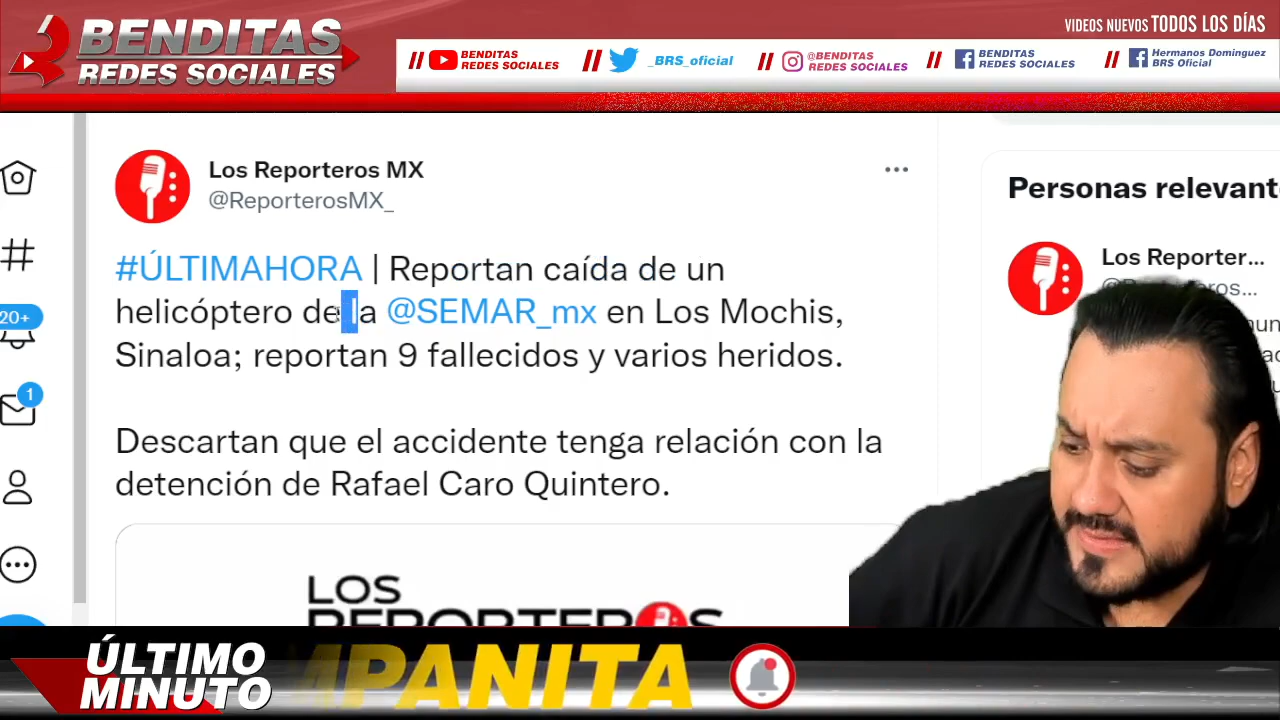 BENDITAS
REDES SOCIALES
VIDEOS NUEVOS TODOS LOS DÍAS
// BENDITAS REDES SOCIALES
// _BRS_oficial
// @BENDITAS REDES SOCIALES
// BENDITAS REDES SOCIALES
// Hermanos Dominguez BRS Oficial
Los Reporteros MX
@ReporterosMX_
#ÚLTIMAHORA | Reportan caída de un
helicóptero de la @SEMAR_mx en Los Mochis,
Sinaloa; reportan 9 fallecidos y varios heridos.
Descartan que el accidente tenga relación con la
detención de Rafael Caro Quintero.
LOS
REPORTEROS
20+
1
Personas relevant
Los Reporter...
ÚLTIMO
MINUTO
MPANITA